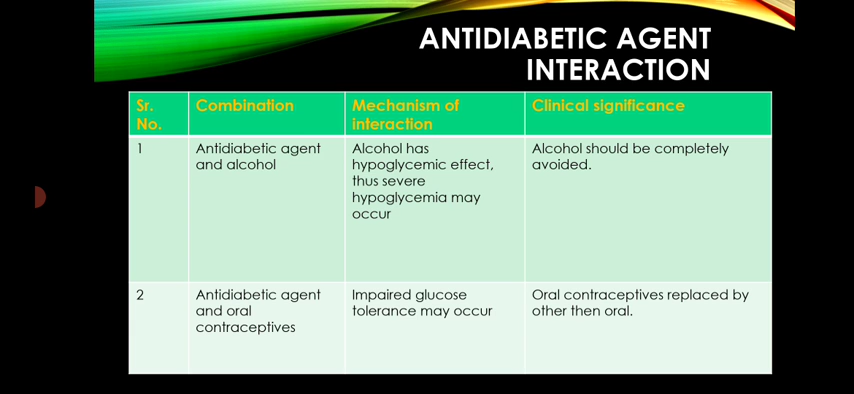 ANTIDIABETIC AGENT
INTERACTION
Sr.
No.
Combination
Mechanism of
interaction
Clinical significance
1
Antidiabetic agent
and alcohol
Alcohol has
hypoglycemic effect,
thus severe
hypoglycemia may
occur
Alcohol should be completely
avoided.
2
Antidiabetic agent
and oral
contraceptives
Impaired glucose
tolerance may occur
Oral contraceptives replaced by
other then oral.